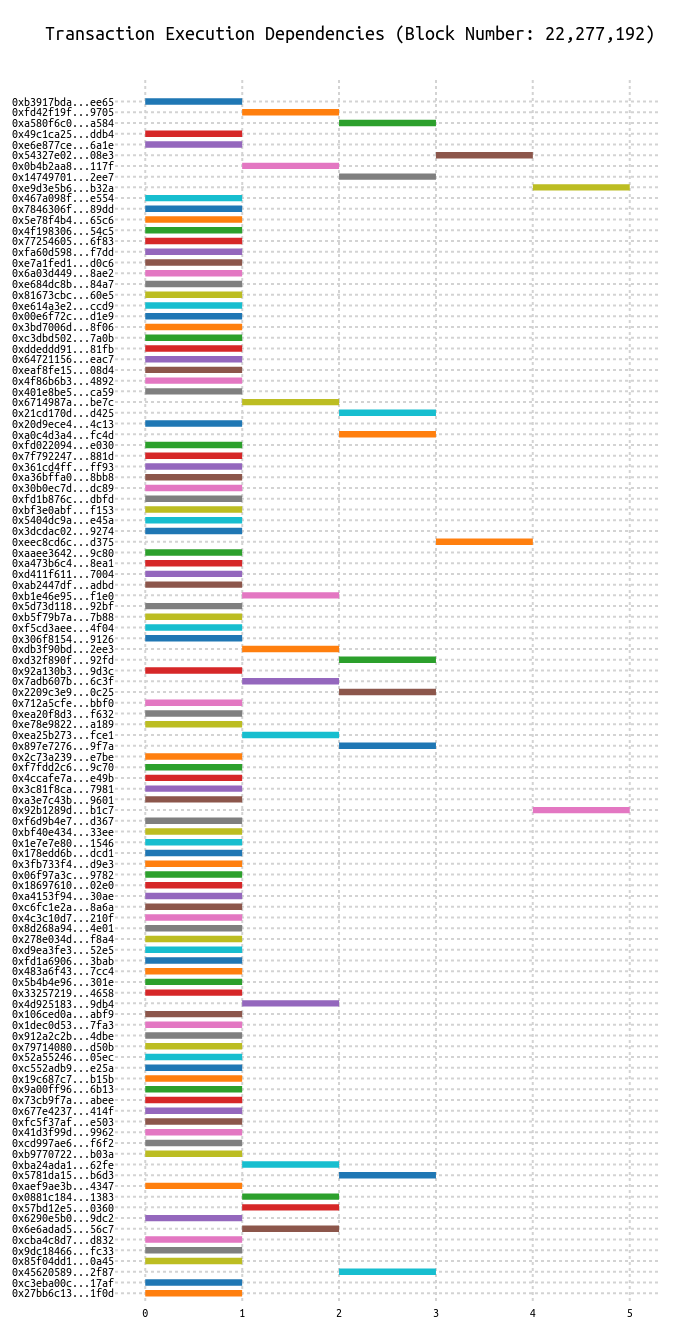 Transaction Execution Dependencies (Block Number: 22,277,192)
0xb3917bda...ee65
0xfd42f19f...9705
0xa580f6c0...a584
0x49c1ca25...ddb4
0xe6e877ce...6a1e
0x54327e02...08e3
0x0b4b2aa8...117f
0x14749701...2ee7
0xe9d3e5b6...b32a
0x467a098f...e554
0x7846306f...89dd
0x5e78f4b4...65c6
0x4f198306...54c5
0x77254605...6f83
0xfa60d598...f7dd
0xe7a1fed1...d0c6
0x6a03d449...8ae2
0xe684dc8b...84a7
0x81673cbc...60e5
0xe614a3e2...ccd9
0x00e6f72c...d1e9
0x3bd7006d...8f06
0xc3dbd502...7a0b
0xddeddd91...81fb
0x64721156...eac7
0xeaf8fe15...08d4
0x4f86b6b3...4892
0x401e8be5...ca59
0x6714987a...be7c
0x21cd170d...d425
0x20d9ece4...4c13
0xa0c4d3a4...fc4d
0xfd022094...e030
0x7f792247...881d
0x361cd4ff...ff93
0xa36bffa0...8bb8
0x30b0ec7d...dc89
0xfd1b876c...dbfd
0xbf3e0abf...f153
0x5404dc9a...e45a
0x3dcdac02...9274
0xeec8cd6c...d375
0xaaee3642...9c80
0xa473b6c4...8ea1
0xd411f611...7004
0xab2447df...adbd
0xb1e46e95...f1e0
0x5d73d118...92bf
0xb5f79b7a...7b88
0xf5cd3aee...4f04
0x306f8154...9126
0xdb3f90bd...2ee3
0xd32f890f...92fd
0x92a130b3...9d3c
0x7adb607b...6c3f
0x2209c3e9...0c25
0x712a5cfe...bbf0
0xea20f8d3...f632
0xe78e9822...a189
0xea25b273...fce1
0x897e7276...9f7a
0x2c73a239...e7be
0xf7fdd2c6...9c70
0x4ccafe7a...e49b
0x3c81f8ca...7981
0xa3e7c43b...9601
0x92b1289d...b1c7
0xf6d9b4e7...d367
0xbf40e434...33ee
0x1e7e7e80...1546
0x178edd6b...dcd1
0x3fb733f4...d9e3
0x06f97a3c...9782
0x18697610...02e0
0xa4153f94...30ae
0xc6fc1e2a...8a6a
0x4c3c10d7...210f
0x8d268a94...4e01
0x278e034d...f8a4
0xd9ea3fe3...52e5
0xfd1a6906...3bab
0x483a6f43...7cc4
0x5b4b4e96...301e
0x33257219...4658
0x4d925183...9db4
0x106ced0a...abf9
0x1dec0d53...7fa3
0x912a2c2b...4dbe
0x79714080...d50b
0x52a55246...05ec
0xc552adb9...e25a
0x19c687c7...b15b
0x9a00ff96...6b13
0x73cb9f7a...abee
0x677e4237...414f
0xfc5f37af...e503
0x41d3f99d...9962
0xcd997ae6...f6f2
0xb9770722...b03a
0xba24ada1...62fe
0x5781da15...b6d3
0xaef9ae3b...4347
0x0881c184...1383
0x57bd12e5...0360
0x6290e5b0...9dc2
0x6e6adad5...56c7
0xcba4c8d7...d832
0x9dc18466...fc33
0x85f04dd1...0a45
0x45620589...2f87
0xc3eba00c...17af
0x27bb6c13...1f0d
0 1 2 3 4 5